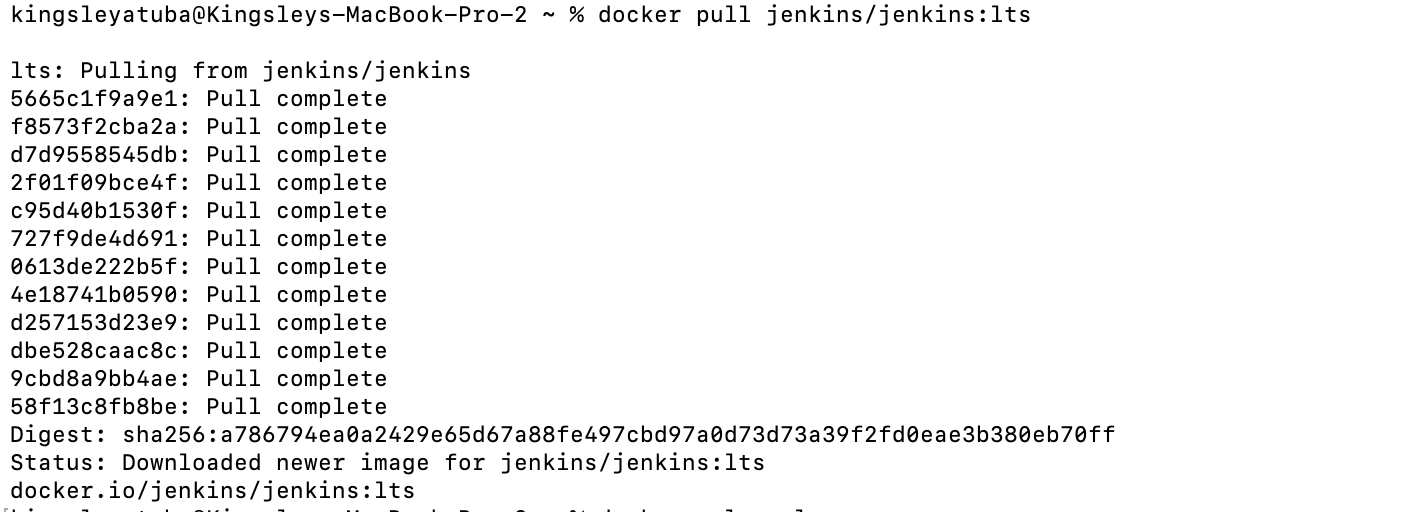 kingsleyatuba@Kingsleys-MacBook-Pro-2 ~ % docker pull jenkins/jenkins:lts
lts: Pulling from jenkins/jenkins
5665c1f9a9e1: Pull complete
f8573f2cba2a: Pull complete
d7d9558545db: Pull complete
2f01f09bce4f: Pull complete
c95d40b1530f: Pull complete
727f9de4d691: Pull complete
0613de222b5f: Pull complete
4e18741b0590: Pull complete
d257153d23e9: Pull complete
dbe528caac8c: Pull complete
9cbd8a9bb4ae: Pull complete
58f13c8fb8be: Pull complete
Digest: sha256:a786794ea0a2429e65d67a88fe497cbd97a0d73d73a39f2fd0eae3b380eb70ff
Status: Downloaded newer image for jenkins/jenkins:lts
docker.io/jenkins/jenkins:lts